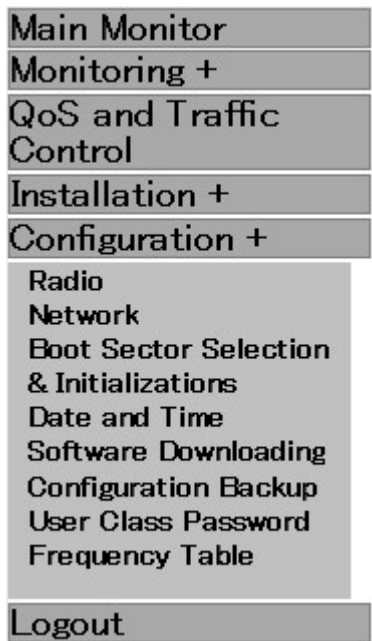 Main Monitor
Monitoring +
QoS and Traffic
Control
Installation +
Configuration +
Radio
Network
Boot Sector Selection
& Initializations
Date and Time
Software Downloading
Configuration Backup
User Class Password
Frequency Table
Logout